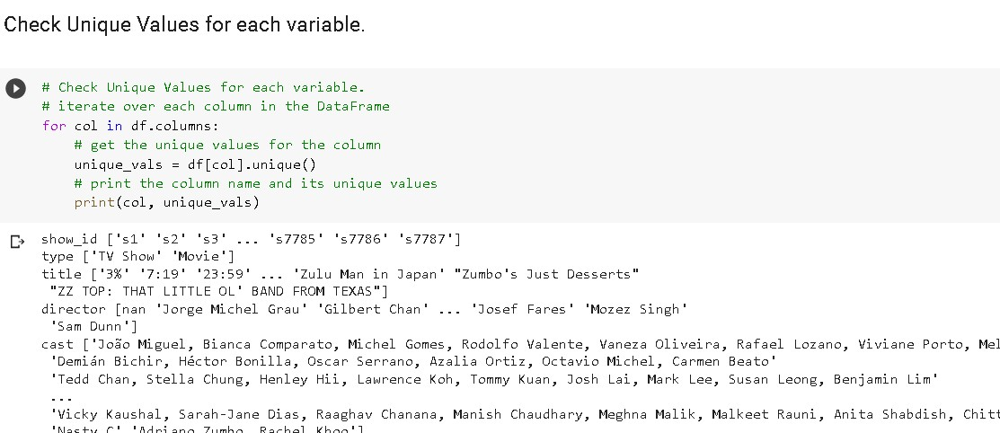 Check Unique Values for each variable.
# Check Unique Values for each variable.
# iterate over each column in the DataFrame
for col in df.columns:
# get the unique values for the column
unique_vals = df[col].unique()
# print the column name and its unique values
print(col, unique_vals)
show_id ['s1' 's2' 's3' ... 's7785' 's7786' 's7787']
type ['TV Show' 'Movie']
title ['3%' '7:19' '23:59' ... 'Zulu Man in Japan' "Zumbo's Just Desserts"
"ZZ TOP: THAT LITTLE OL' BAND FROM TEXAS"]
director [nan 'Jorge Michel Grau' 'Gilbert Chan' ... 'Josef Fares' 'Mozez Singh'
'Sam Dunn']
cast ['João Miguel, Bianca Comparato, Michel Gomes, Rodolfo Valente, Vaneza Oliveira, Rafael Lozano, Viviane Porto, Mel
'Demián Bichir, Héctor Bonilla, Oscar Serrano, Azalia Ortiz, Octavio Michel, Carmen Beato'
'Tedd Chan, Stella Chung, Henley Hii, Lawrence Koh, Tommy Kuan, Josh Lai, Mark Lee, Susan Leong, Benjamin Lim'
...
'Vicky Kaushal, Sarah-Jane Dias, Raaghav Chanana, Manish Chaudhary, Meghna Malik, Malkeet Rauni, Anita Shabdish, Chitt
'Nasty C' 'Adriano Zumbo, Rachel Khoo']